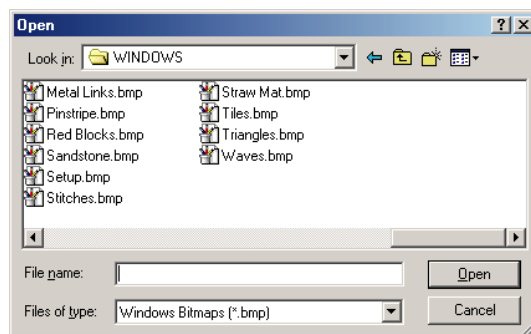 Open
Look in: WINDOWS
Metal Links.bmp
Pinstripe.bmp
Red Blocks.bmp
Sandstone.bmp
Setup.bmp
Stitches.bmp
Straw Mat.bmp
Tiles.bmp
Triangles.bmp
Waves.bmp
File name:
Open
Files of type: Windows Bitmaps (*.bmp)
Cancel